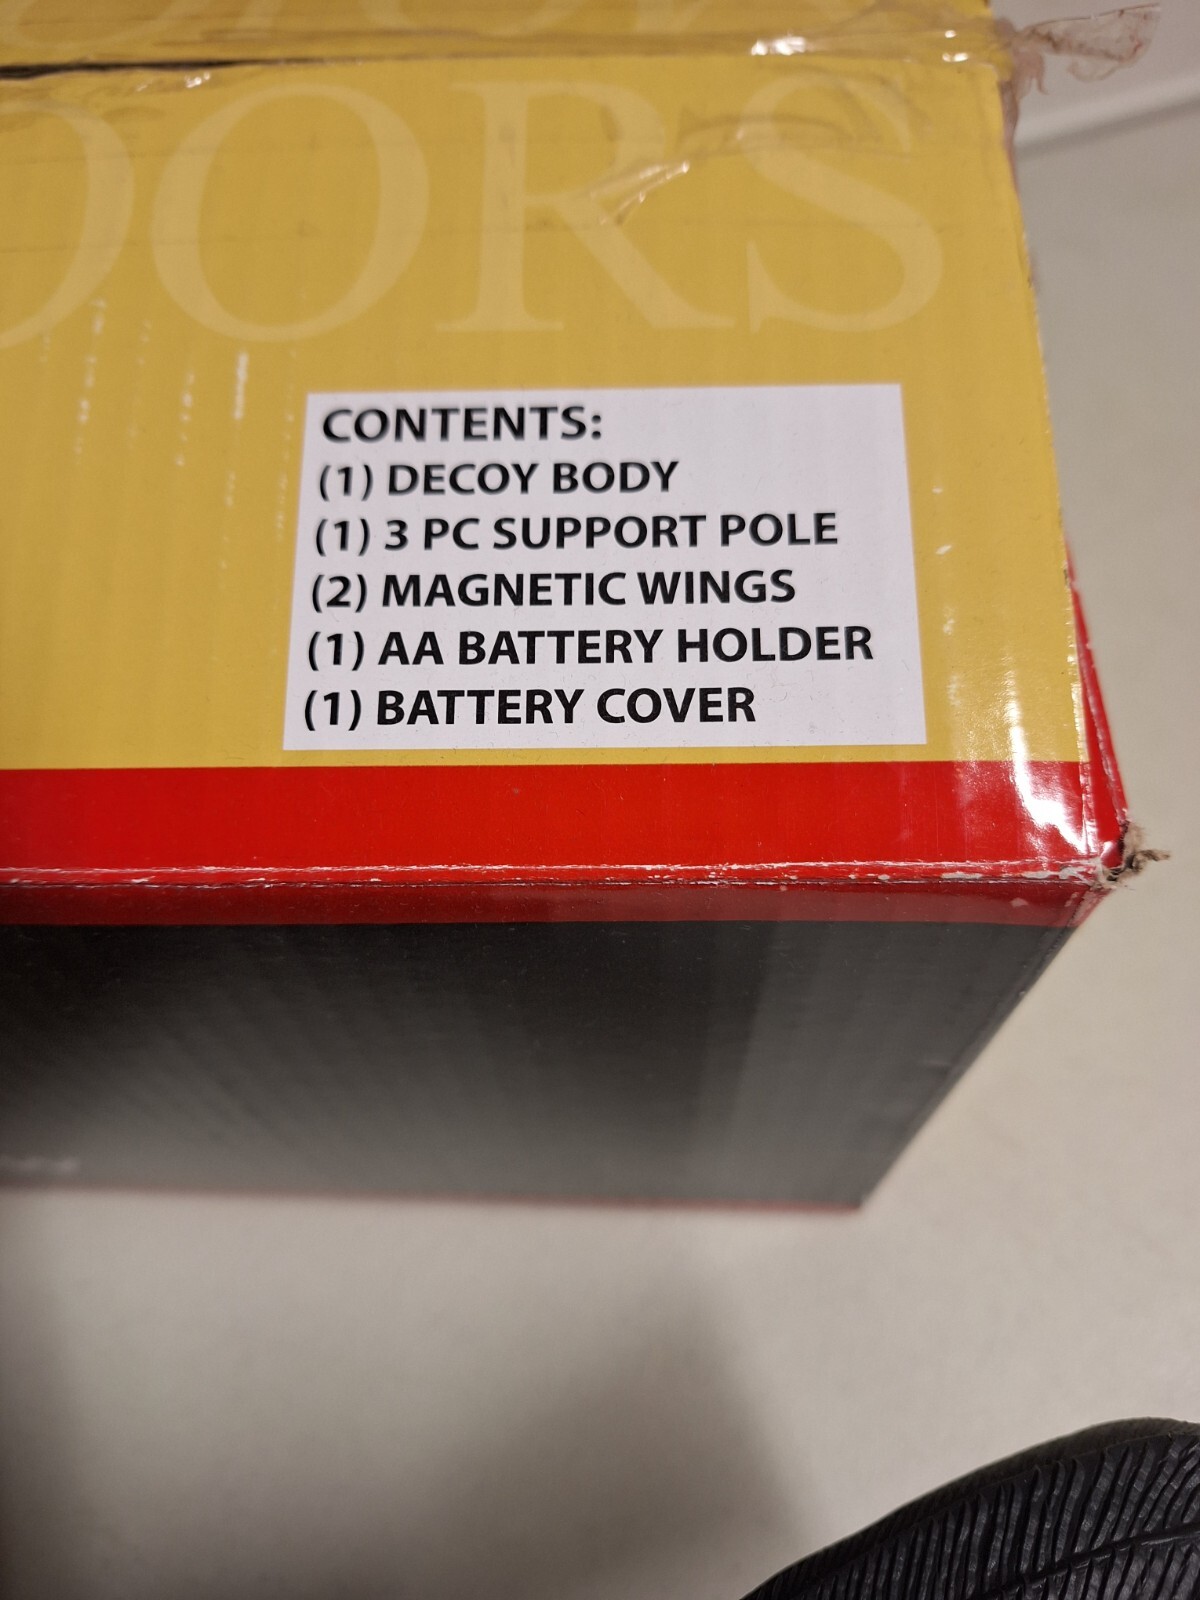 OORS
CONTENTS:
(1) DECOY BODY
(1) 3 PC SUPPORT POLE
(2) MAGNETIC WINGS
(1) AA BATTERY HOLDER
(1) BATTERY COVER